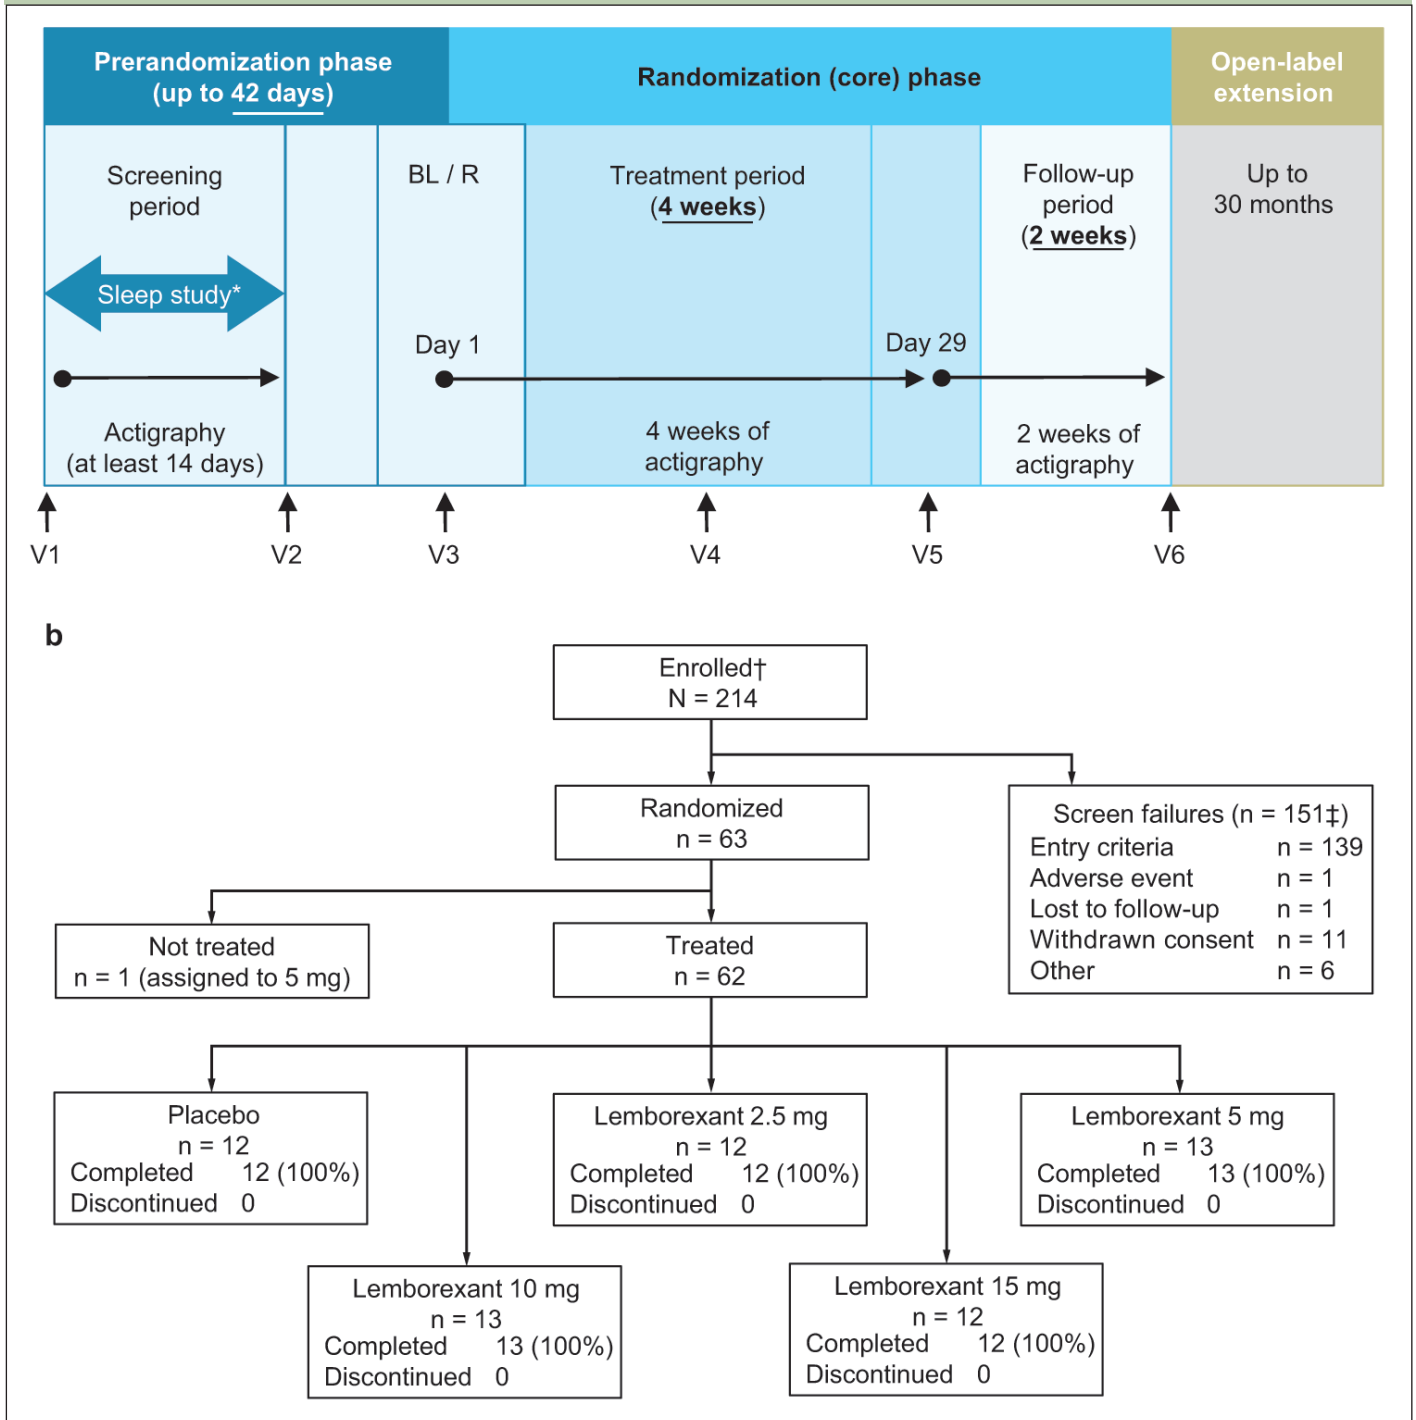 Prerandomization phase
(up to 42 days)
Randomization (core) phase
Open-label
extension
Screening
period
BL / R
Treatment period
(4 weeks)
Follow-up
period
(2 weeks)
Up to
30 months
Sleep study*
Day 1
Day 29
Actigraphy
(at least 14 days)
4 weeks of
actigraphy
2 weeks of
actigraphy
V1
V2
V3
V4
V5
V6
b
Enrolled†
N = 214
Randomized
n = 63
Screen failures (n = 151‡)
Entry criteria n = 139
Adverse event n = 1
Lost to follow-up n = 1
Withdrawn consent n = 11
Other n = 6
Not treated
n = 1 (assigned to 5 mg)
Treated
n = 62
Placebo
n = 12
Completed 12 (100%)
Discontinued 0
Lemborexant 2.5 mg
n = 12
Completed 12 (100%)
Discontinued 0
Lemborexant 5 mg
n = 13
Completed 13 (100%)
Discontinued 0
Lemborexant 10 mg
n = 13
Completed 13 (100%)
Discontinued 0
Lemborexant 15 mg
n = 12
Completed 12 (100%)
Discontinued 0